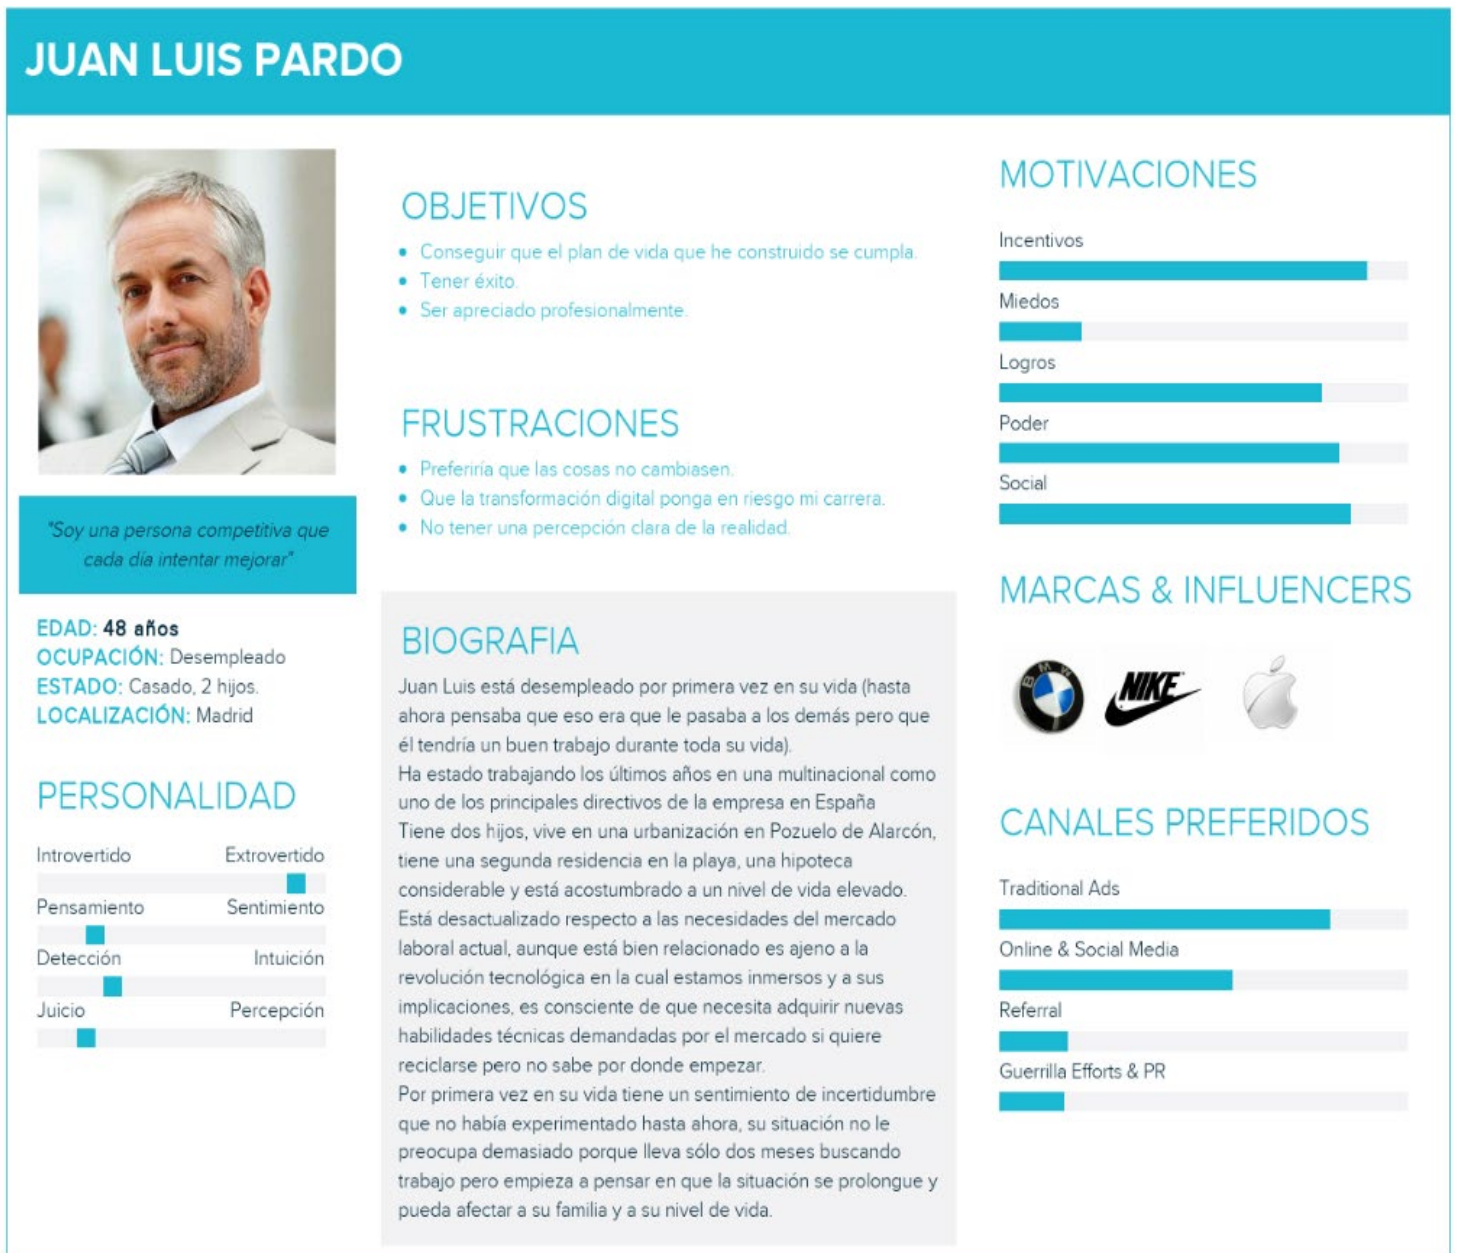 JUAN LUIS PARDO
"Soy una persona competitiva que
cada día intentar mejorar"
EDAD: 48 años
OCUPACIÓN: Desempleado
ESTADO: Casado, 2 hijos.
LOCALIZACIÓN: Madrid
PERSONALIDAD
Introvertido Extrovertido
Pensamiento Sentimiento
Detección Intuición
Juicio Percepción
OBJETIVOS
• Conseguir que el plan de vida que he construido se cumpla.
• Tener éxito.
• Ser apreciado profesionalmente.
FRUSTRACIONES
• Preferiría que las cosas no cambiasen.
• Que la transformación digital ponga en riesgo mi carrera.
• No tener una percepción clara de la realidad.
BIOGRAFIA
Juan Luis está desempleado por primera vez en su vida (hasta
ahora pensaba que eso era que le pasaba a los demás pero que
él tendría un buen trabajo durante toda su vida).
Ha estado trabajando los últimos años en una multinacional como
uno de los principales directivos de la empresa en España
Tiene dos hijos, vive en una urbanización en Pozuelo de Alarcón,
tiene una segunda residencia en la playa, una hipoteca
considerable y está acostumbrado a un nivel de vida elevado.
Está desactualizado respecto a las necesidades del mercado
laboral actual, aunque está bien relacionado es ajeno a la
revolución tecnológica en la cual estamos inmersos y a sus
implicaciones, es consciente de que necesita adquirir nuevas
habilidades técnicas demandadas por el mercado si quiere
reciclarse pero no sabe por donde empezar.
Por primera vez en su vida tiene un sentimiento de incertidumbre
que no había experimentado hasta ahora, su situación no le
preocupa demasiado porque lleva sólo dos meses buscando
trabajo pero empieza a pensar en que la situación se prolongue y
pueda afectar a su familia y a su nivel de vida.
MOTIVACIONES
Incentivos
Miedos
Logros
Poder
Social
MARCAS & INFLUENCERS
BMW
NIKE
CANALES PREFERIDOS
Traditional Ads
Online & Social Media
Referral
Guerrilla Efforts & PR